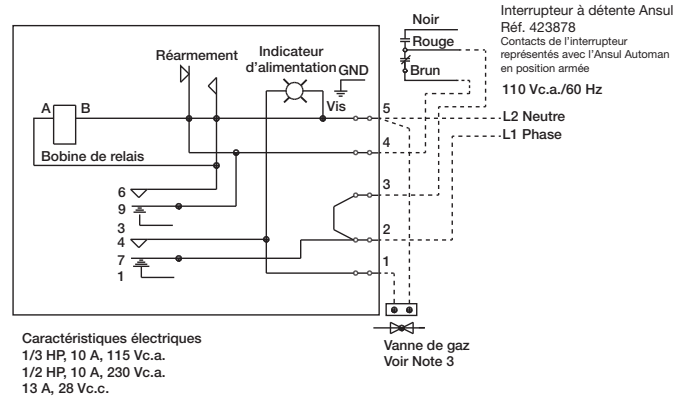 Interrupteur à détente Ansul
Réf. 423878
Contacts de l'interrupteur
représentés avec l'Ansul Automan
en position armée
110 Vc.a./60 Hz
Noir
Rouge
Brun
L2 Neutre
L1 Phase
Réarmement
Indicateur
d'alimentation
GND
Vis
A
B
Bobine de relais
5
4
3
2
1
6
9
3
4
7
1
Vanne de gaz
Voir Note 3
Caractéristiques électriques
1/3 HP, 10 A, 115 Vc.a.
1/2 HP, 10 A, 230 Vc.a.
13 A, 28 Vc.c.